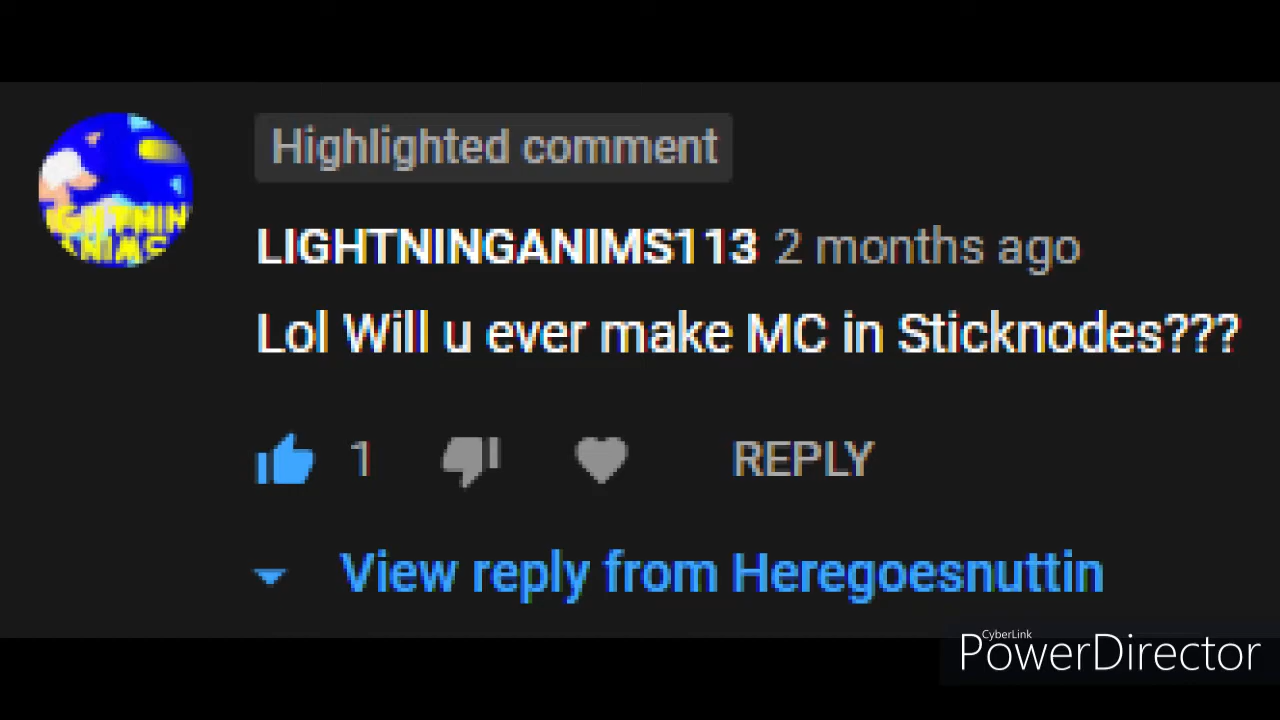 Highlighted comment
LIGHTNINGANIMS113 2 months ago
Lol Will u ever make MC in Sticknodes???
1 REPLY
View reply from Heregoesnuttin
CyberLink
PowerDirector